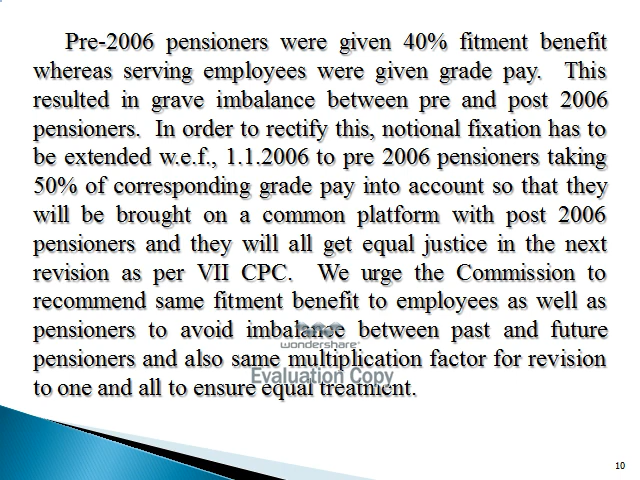 Pre-2006 pensioners were given 40% fitment benefit
whereas serving employees were given grade pay. This
resulted in grave imbalance between pre and post 2006
pensioners. In order to rectify this, notional fixation has to
be extended w.e.f., 1.1.2006 to pre 2006 pensioners taking
50% of corresponding grade pay into account so that they
will be brought on a common platform with post 2006
pensioners and they will all get equal justice in the next
revision as per VII CPC. We urge the Commission to
recommend same fitment benefit to employees as well as
pensioners to avoid imbalance between past and future
wondershare®
pensioners and also same multiplication factor for revision
Evaluation Copy
to one and all to ensure equal treatment.
10